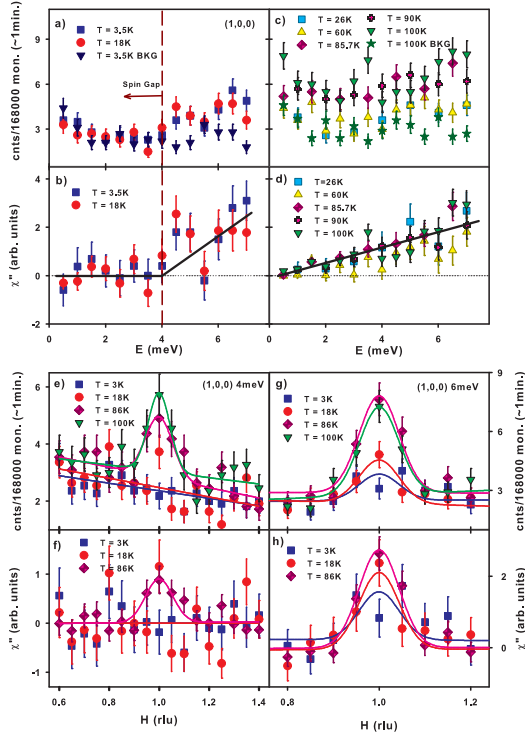 a)
T = 3.5K
T = 18K
T = 3.5K BKG
(1,0,0)
Spin Gap
c)
T = 26K
T = 60K
T = 85.7K
T = 90K
T = 100K
T = 100K BKG
cnts/168000 mon. (~1min.)
9
6
3
0
b)
T = 3.5K
T = 18K
d)
T=26K
T = 60K
T = 85.7K
T = 90K
T = 100K
χ" (arb. units)
4
2
0
-2
0 2 4 6
0 2 4 6
E (meV)
E (meV)
e)
T = 3K
T = 18K
T = 86K
T = 100K
(1,0,0) 4meV
g)
(1,0,0) 6meV
T = 3K
T = 18K
T = 86K
T = 100K
cnts/168000 mon. (~1min.)
6
4
2
9
6
3
cnts/168000 mon. (~1min.)
f)
T = 3K
T = 18K
T = 86K
h)
T = 3K
T = 18K
T = 86K
χ" (arb. units)
1
0
-1
2
0
χ" (arb. units)
0.6 0.8 1.0 1.2 1.4
0.8 1.0 1.2
H (rlu)
H (rlu)